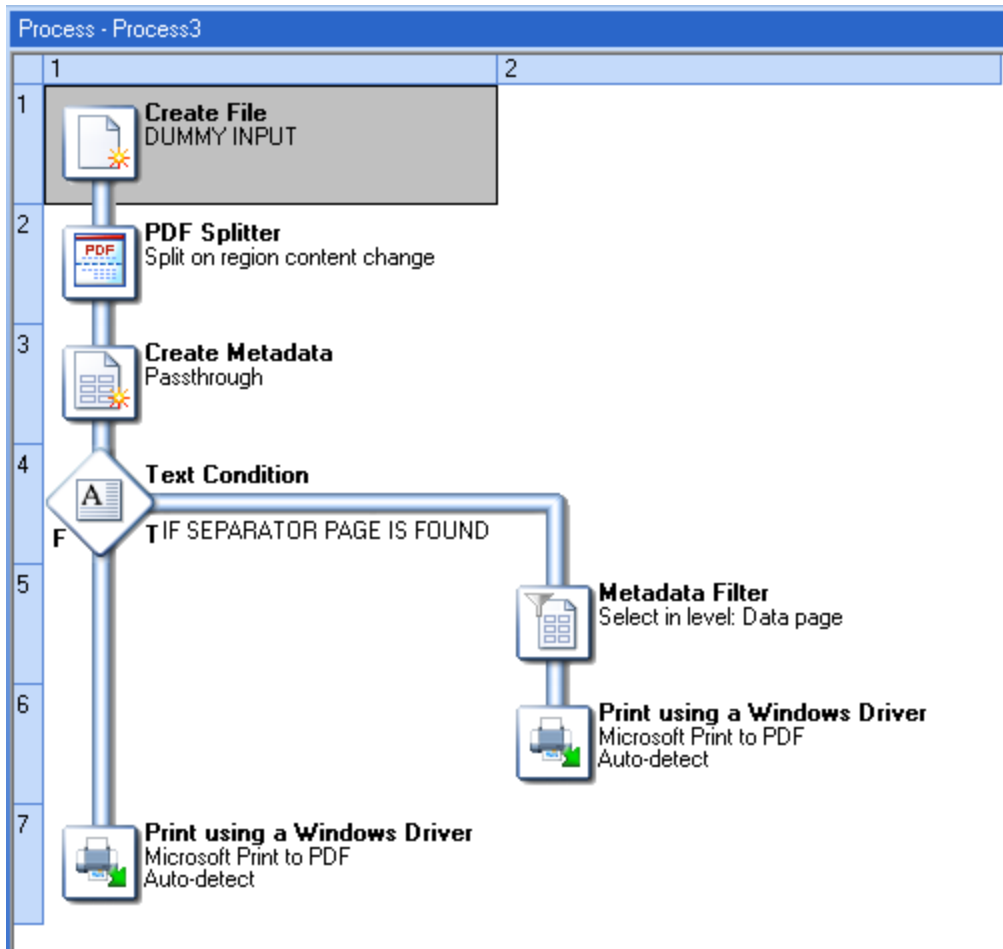 Process - Process3
1 2
1
Create File
DUMMY INPUT
2
PDF Splitter
PDF
Split on region content change
3
Create Metadata
Passthrough
4
Text Condition
A
F
T IF SEPARATOR PAGE IS FOUND
5
Metadata Filter
Select in level: Data page
6
Print using a Windows Driver
Microsoft Print to PDF
Auto-detect
7
Print using a Windows Driver
Microsoft Print to PDF
Auto-detect